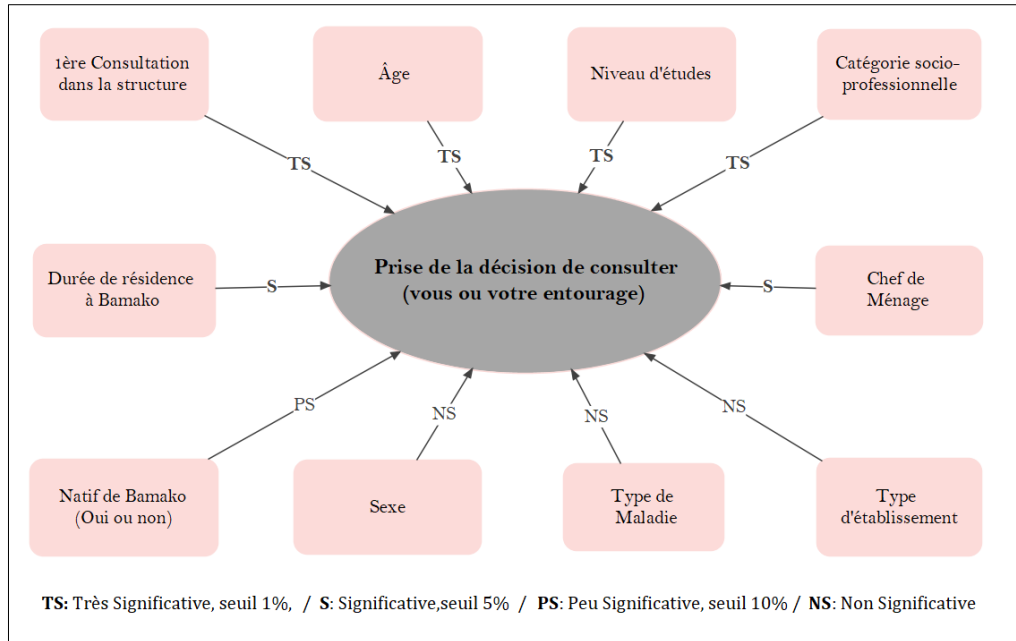 1ère Consultation
dans la structure
Âge
Niveau d'études
Catégorie socio-
professionnelle
TS
TS
TS
TS
Prise de la décision de consulter
(vous ou votre entourage)
Durée de résidence
à Bamako
S
S
Chef de
Ménage
PS
NS
NS
NS
Natif de Bamako
(Oui ou non)
Sexe
Type de
Maladie
Type
d'établissement
TS: Très Significative, seuil 1%, / S: Significative,seuil 5% / PS: Peu Significative, seuil 10% / NS: Non Significative